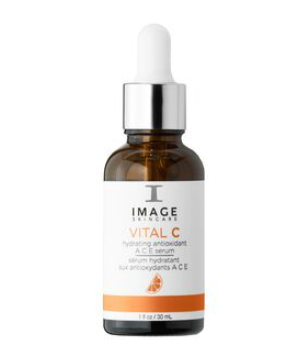 IMAGE
SKINCARE
VITAL C
hydrating antioxidant
A C E serum
sérum hydratant
aux antioxydants A C E
1 fl oz / 30 mL